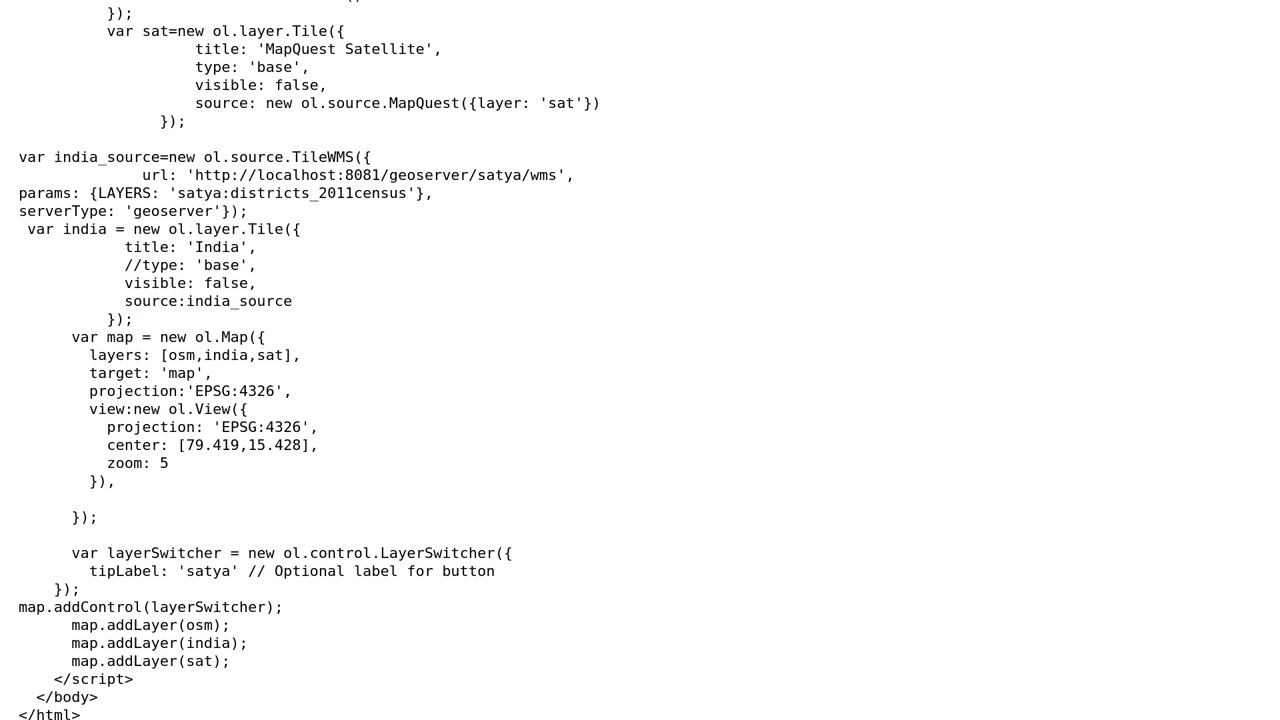 });
var sat=new ol.layer.Tile({
title: 'MapQuest Satellite',
type: 'base',
visible: false,
source: new ol.source.MapQuest({layer: 'sat'})
});
var india_source=new ol.source.TileWMS({
url: 'http://localhost:8081/geoserver/satya/wms',
params: {LAYERS: 'satya:districts_2011census'},
serverType: 'geoserver'});
var india = new ol.layer.Tile({
title: 'India',
//type: 'base',
visible: false,
source:india_source
});
var map = new ol.Map({
layers: [osm,india,sat],
target: 'map',
projection:'EPSG:4326',
view:new ol.View({
projection: 'EPSG:4326',
center: [79.419,15.428],
zoom: 5
}),
});
var layerSwitcher = new ol.control.LayerSwitcher({
tipLabel: 'satya' // Optional label for button
});
map.addControl(layerSwitcher);
map.addLayer(osm);
map.addLayer(india);
map.addLayer(sat);
</script>
</body>
</html>